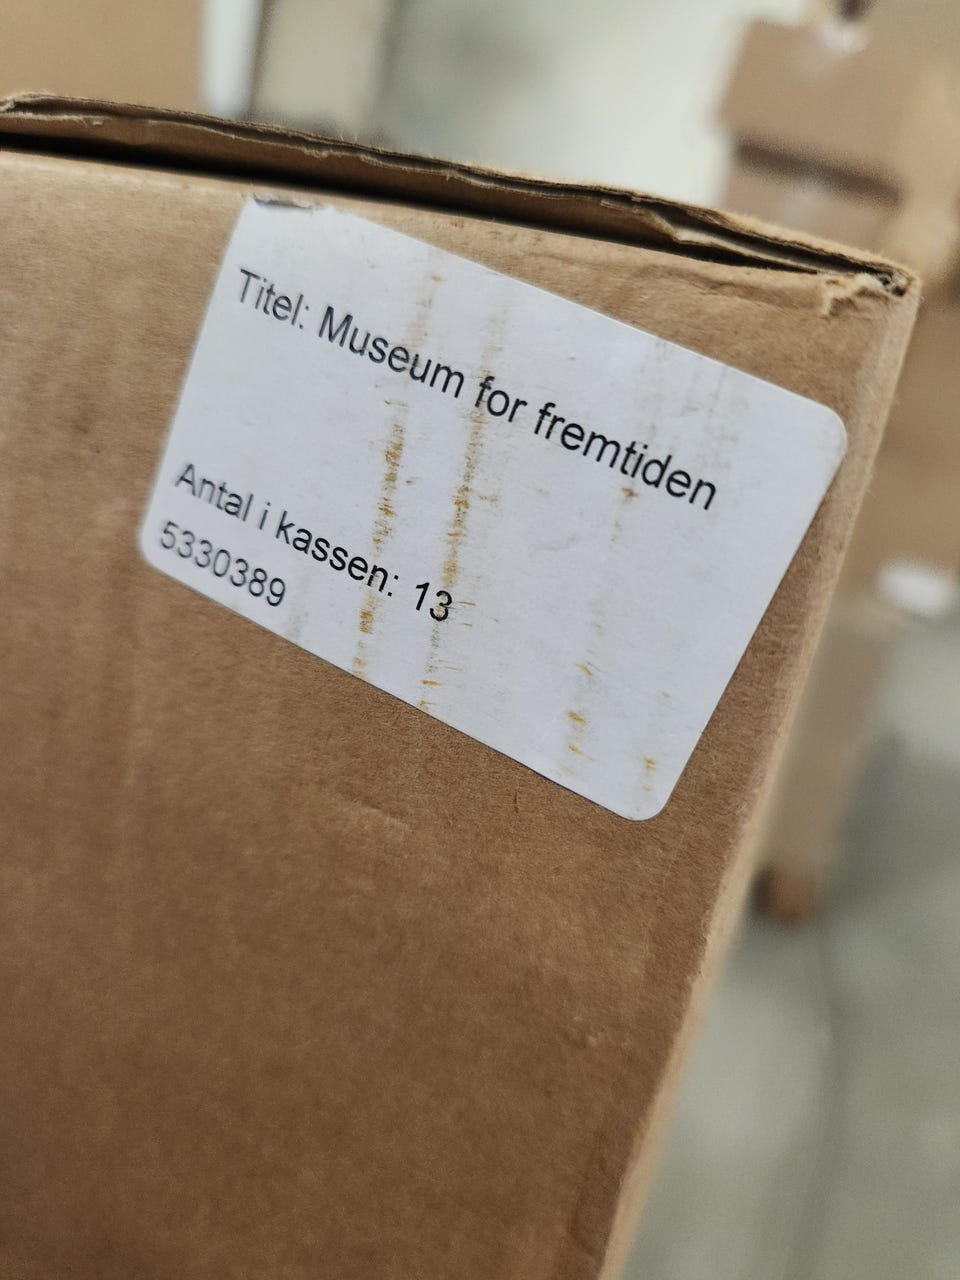 Titel: Museum for fremtiden
Antal i kassen: 13
5330389